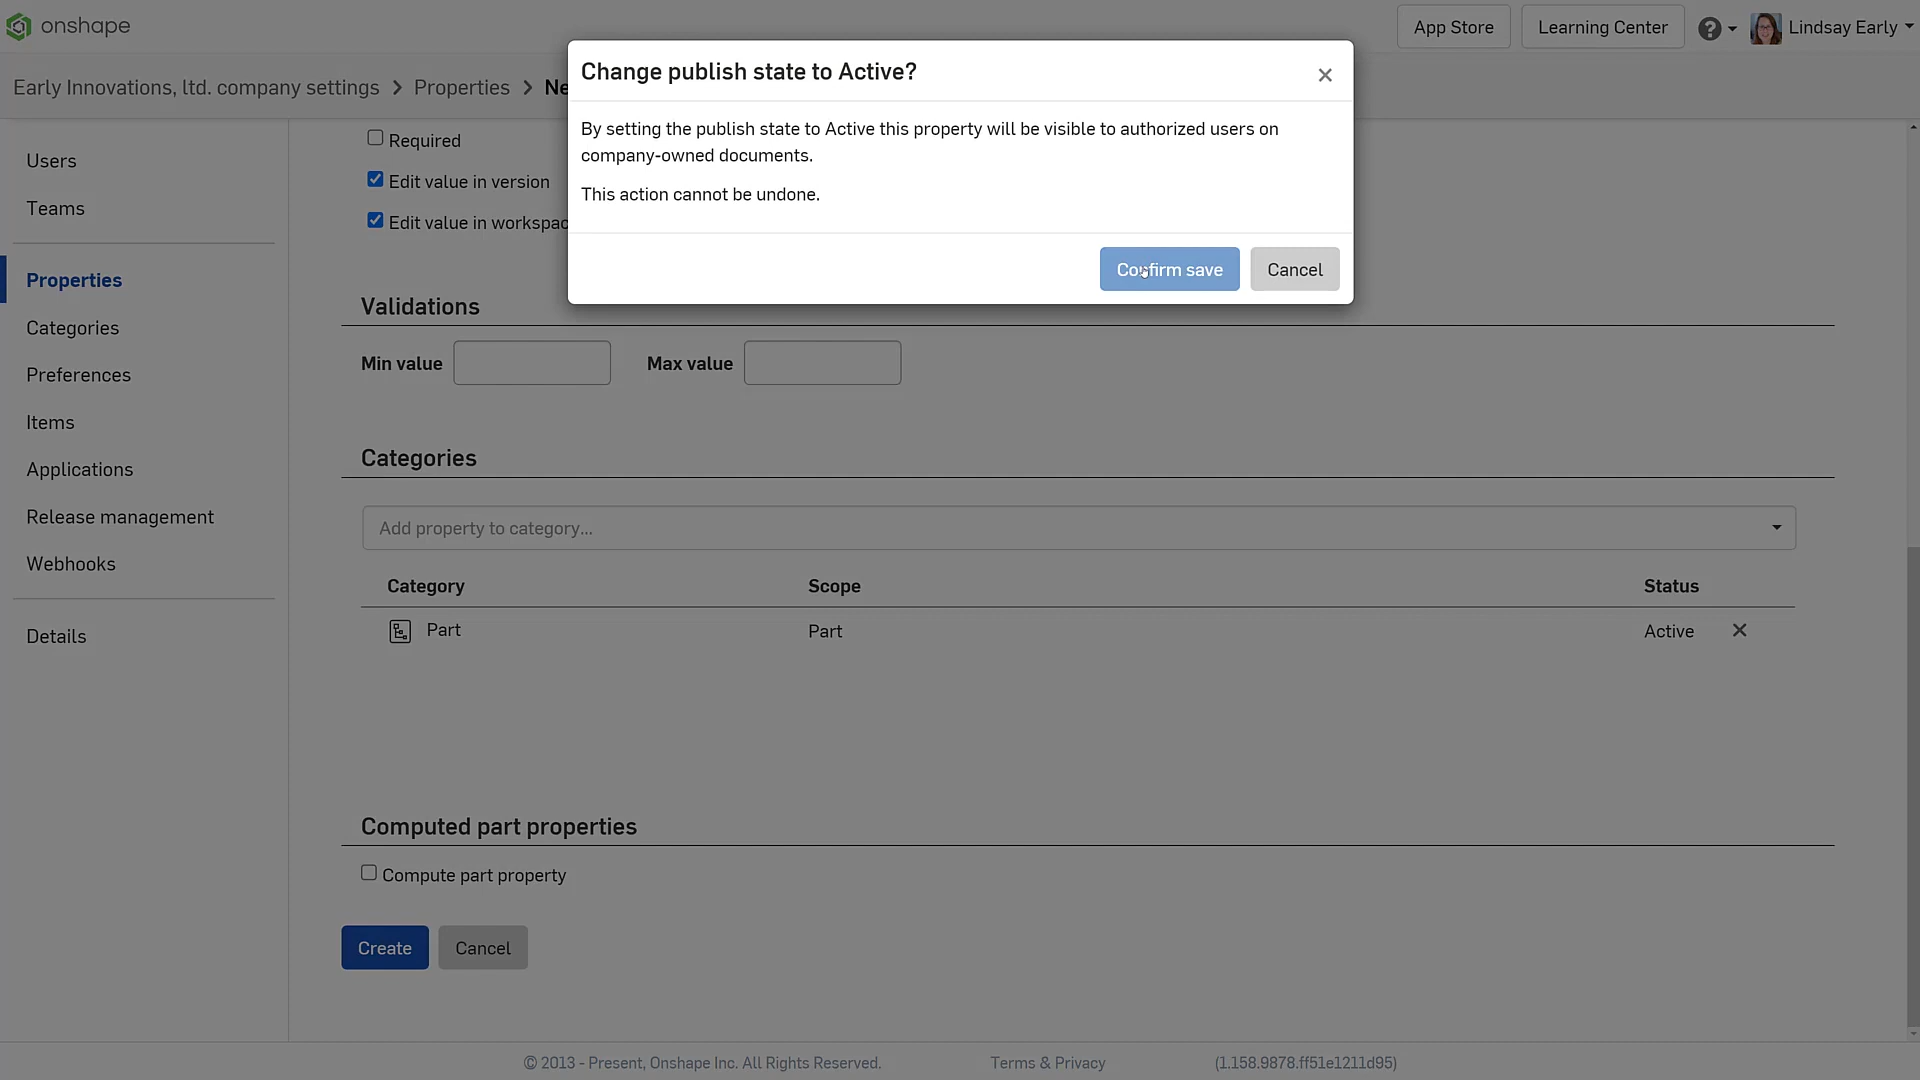 onshape
App Store
Learning Center
Lindsay Early
Early Innovations, ltd. company settings > Properties > Ne
Change publish state to Active?
By setting the publish state to Active this property will be visible to authorized users on
company-owned documents.
This action cannot be undone.
Confirm save
Cancel
Users
Teams
Properties
Categories
Preferences
Items
Applications
Release management
Webhooks
Details
Required
Edit value in version
Edit value in workspac
Validations
Min value
Max value
Categories
Add property to category...
Category Scope Status
Part Part Active
Computed part properties
Compute part property
Create
Cancel
© 2013 - Present, Onshape Inc. All Rights Reserved.
Terms & Privacy
(1.158.9878.ff51e1211d95)